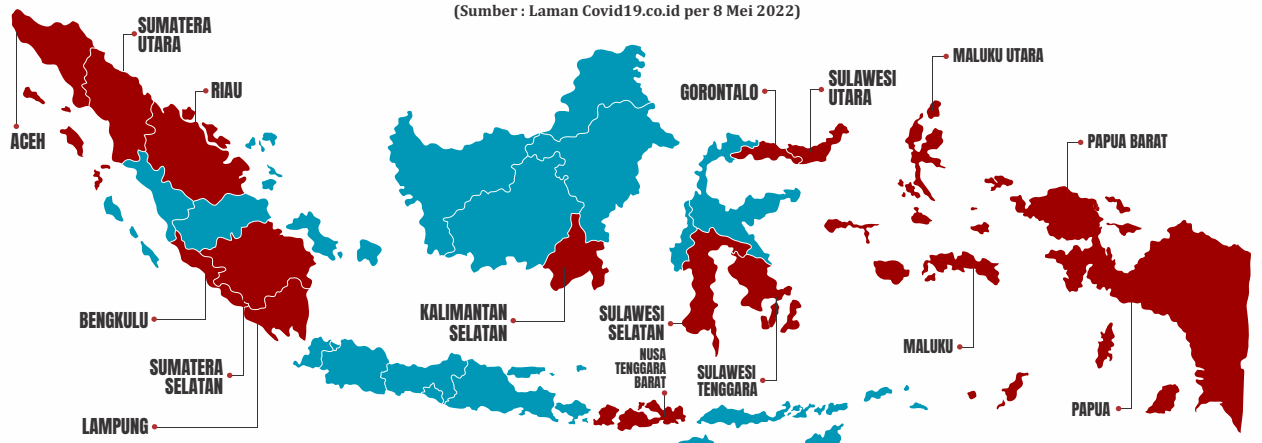 (Sumber : Laman Covid19.co.id per 8 Mei 2022)
SUMATERA
UTARA
RIAU
ACEH
BENGKULU
SUMATERA
SELATAN
LAMPUNG
KALIMANTAN
SELATAN
GORONTALO
SULAWESI
UTARA
SULAWESI
SELATAN
NUSA
TENGGARA
BARAT
SULAWESI
TENGGARA
MALUKU UTARA
PAPUA BARAT
MALUKU
PAPUA